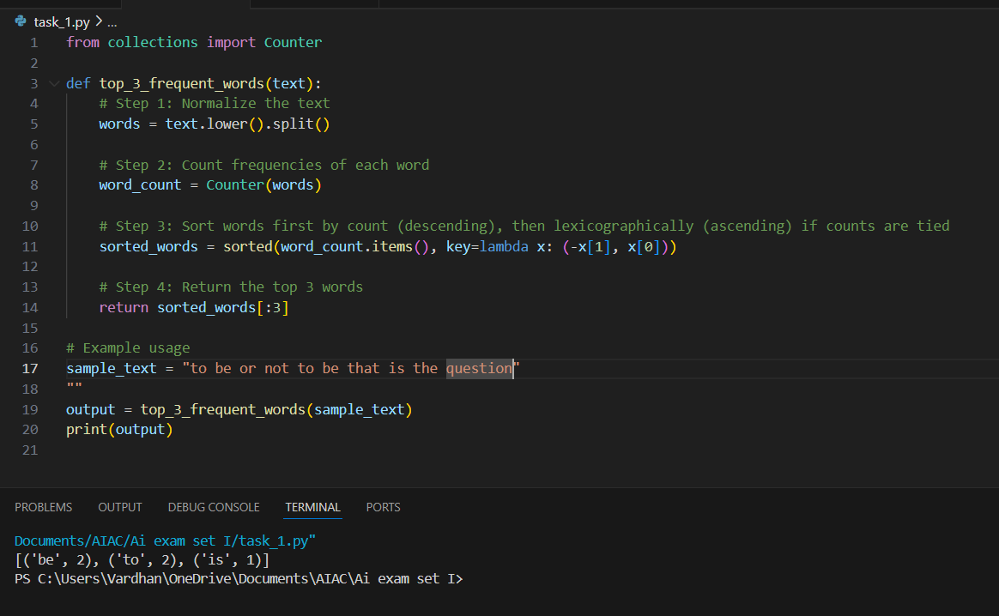 task_1.py > ...
1 from collections import Counter
2
3 def top_3_frequent_words(text):
4     # Step 1: Normalize the text
5     words = text.lower().split()
6
7     # Step 2: Count frequencies of each word
8     word_count = Counter(words)
9
10     # Step 3: Sort words first by count (descending), then lexicographically (ascending) if counts are tied
11     sorted_words = sorted(word_count.items(), key=lambda x: (-x[1], x[0]))
12
13     # Step 4: Return the top 3 words
14     return sorted_words[:3]
15
16 # Example usage
17 sample_text = "to be or not to be that is the question"
18 ""
19 output = top_3_frequent_words(sample_text)
20 print(output)
21
PROBLEMS OUTPUT DEBUG CONSOLE TERMINAL PORTS
Documents/AIAC/Ai exam set I/task_1.py"
[('be', 2), ('to', 2), ('is', 1)]
PS C:\Users\Vardhan\OneDrive\Documents\AIAC\Ai exam set I>